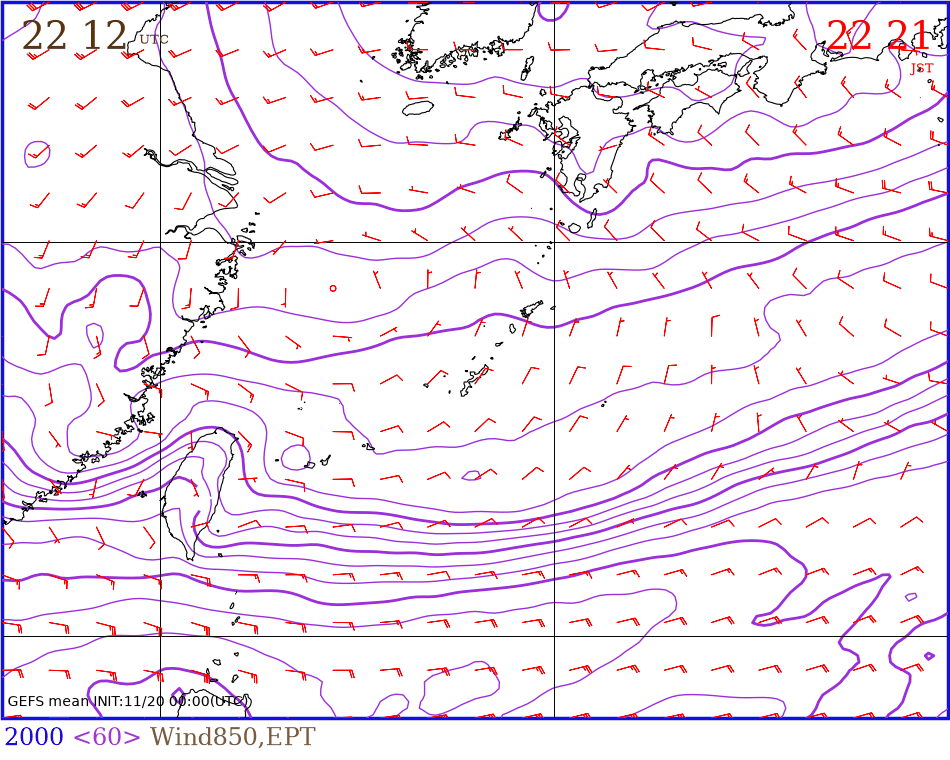 22 12 UTC
22 21
JST
GEFS mean INIT:11/20 00:00(UTC)
2000 <60> Wind850,EPT